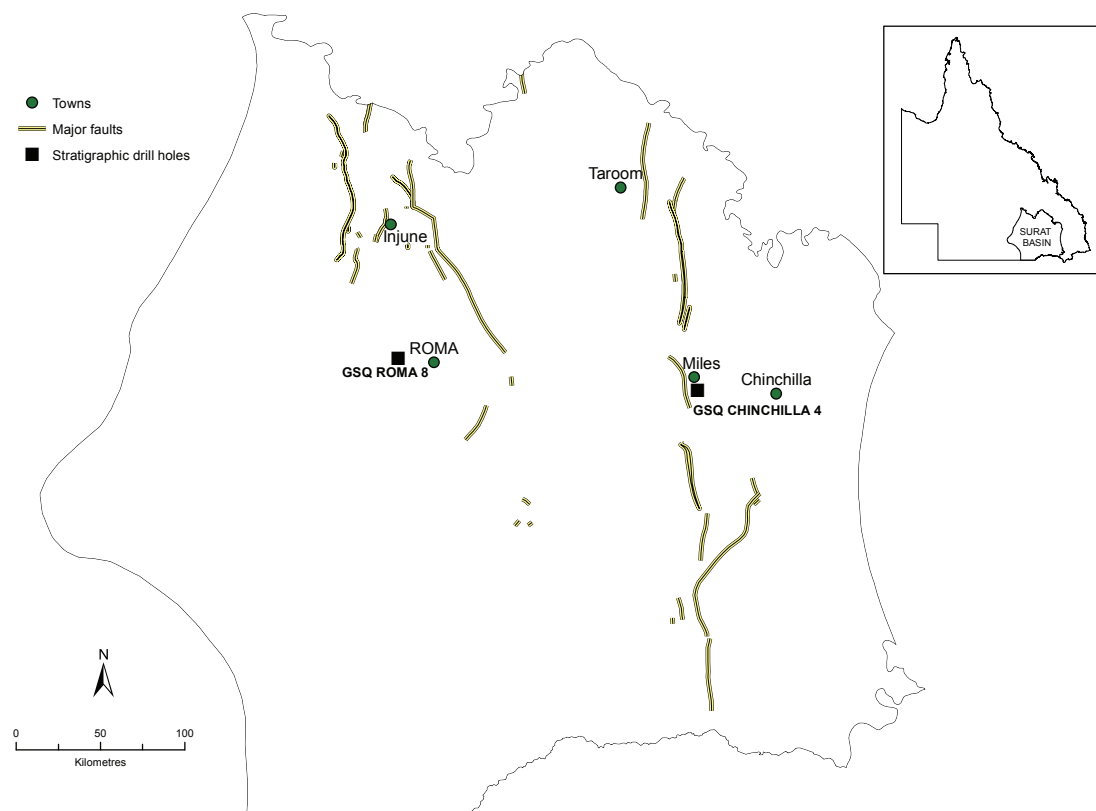 Towns
Major faults
Stratigraphic drill holes
SURAT
BASIN
Taroom
Injune
ROMA
GSQ ROMA 8
Miles
Chinchilla
GSQ CHINCHILLA 4
N
0 50 100
Kilometres